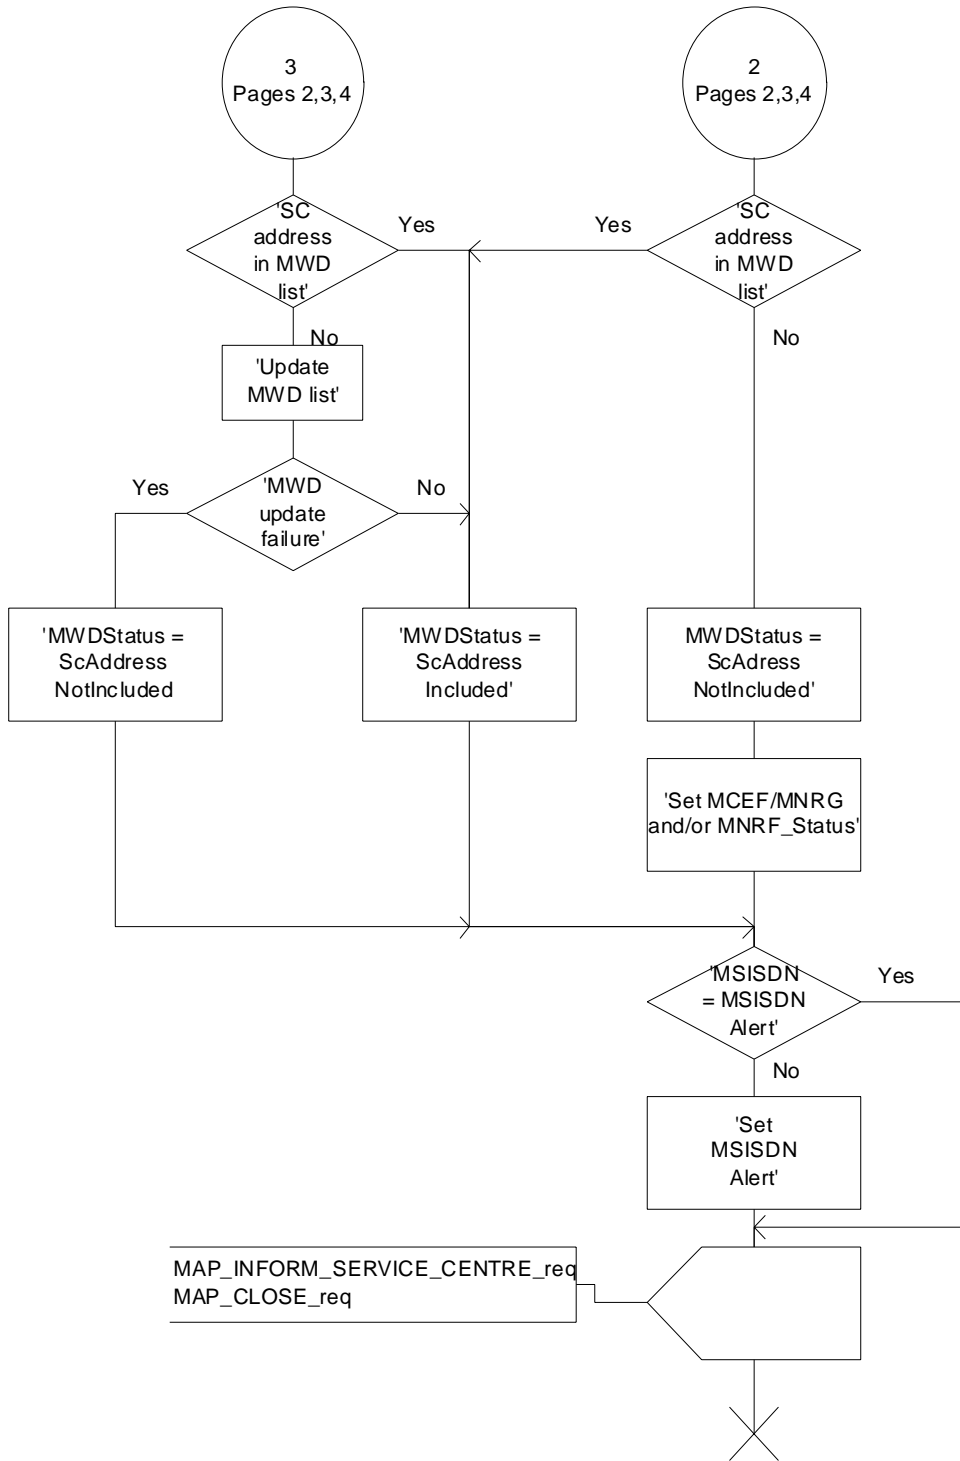 3
Pages 2,3,4
2
Pages 2,3,4
'SC
address
in MWD
list'
Yes
Yes
'SC
address
in MWD
list'
No
No
'Update
MWD list'
Yes
'MWD
update
failure'
No
'MWDStatus =
ScAddress
NotIncluded
'MWDStatus =
ScAddress
Included'
MWDStatus =
ScAdress
NotIncluded'
'Set MCEF/MNRG
and/or MNRF_Status'
'MSISDN
= MSISDN
Alert'
Yes
No
'Set
MSISDN
Alert'
MAP_INFORM_SERVICE_CENTRE_req
MAP_CLOSE_req